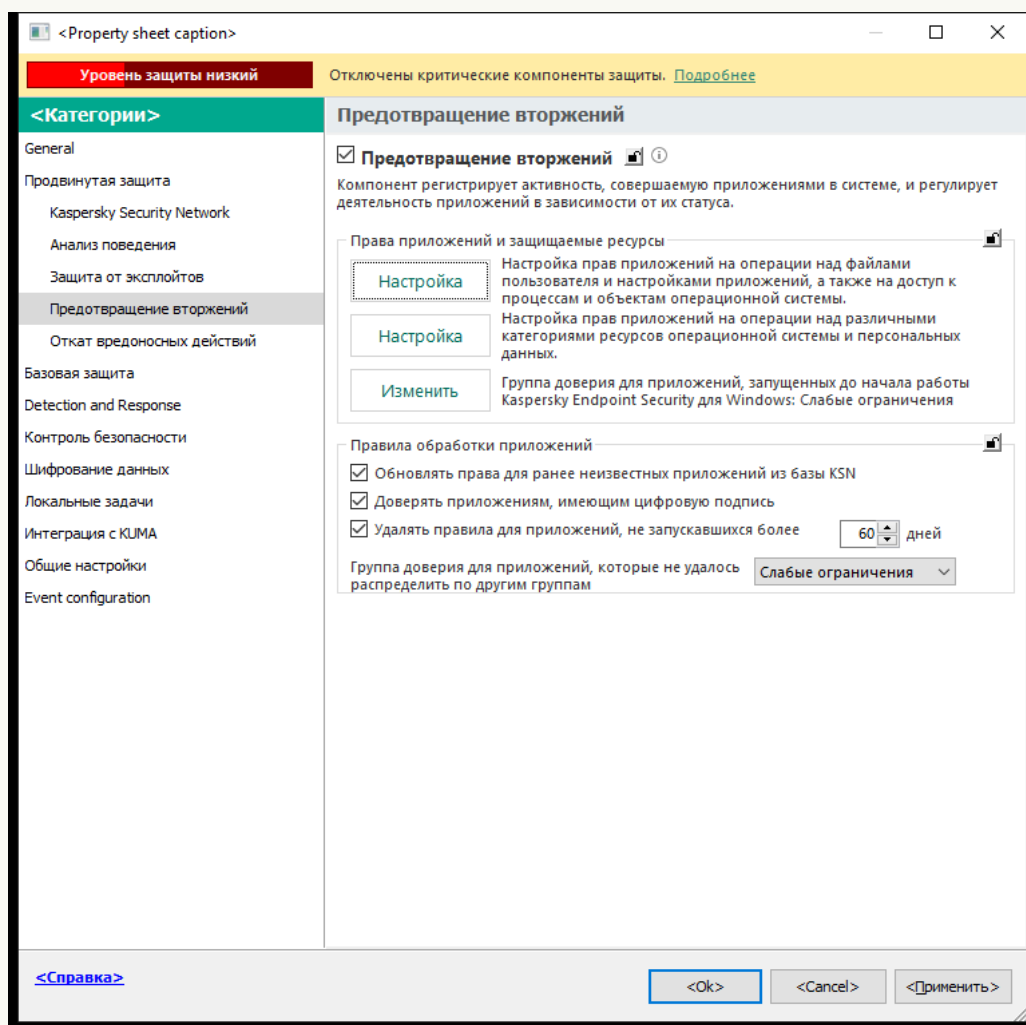 <Property sheet caption>
Уровень защиты низкий
Отключены критические компоненты защиты. Подробнее
<Категории>
General
Продвинутая защита
Kaspersky Security Network
Анализ поведения
Защита от эксплойтов
Предотвращение вторжений
Откат вредоносных действий
Базовая защита
Detection and Response
Контроль безопасности
Шифрование данных
Локальные задачи
Интеграция с KUMA
Общие настройки
Event configuration
Предотвращение вторжений
Предотвращение вторжений
Компонент регистрирует активность, совершаемую приложениями в системе, и регулирует
деятельность приложений в зависимости от их статуса.
Права приложений и защищаемые ресурсы
Настройка
Настройка прав приложений на операции над файлами
пользователя и настройками приложений, а также на доступ к
процессам и объектам операционной системы.
Настройка
Настройка прав приложений на операции над различными
категориями ресурсов операционной системы и персональных
данных.
Изменить
Группа доверия для приложений, запущенных до начала работы
Kaspersky Endpoint Security для Windows: Слабые ограничения
Правила обработки приложений
Обновлять права для ранее неизвестных приложений из базы KSN
Доверять приложениям, имеющим цифровую подпись
Удалять правила для приложений, не запускавшихся более 60 дней
Группа доверия для приложений, которые не удалось
распределить по другим группам
Слабые ограничения
<Справка>
<Ok>
<Cancel>
<Применить>